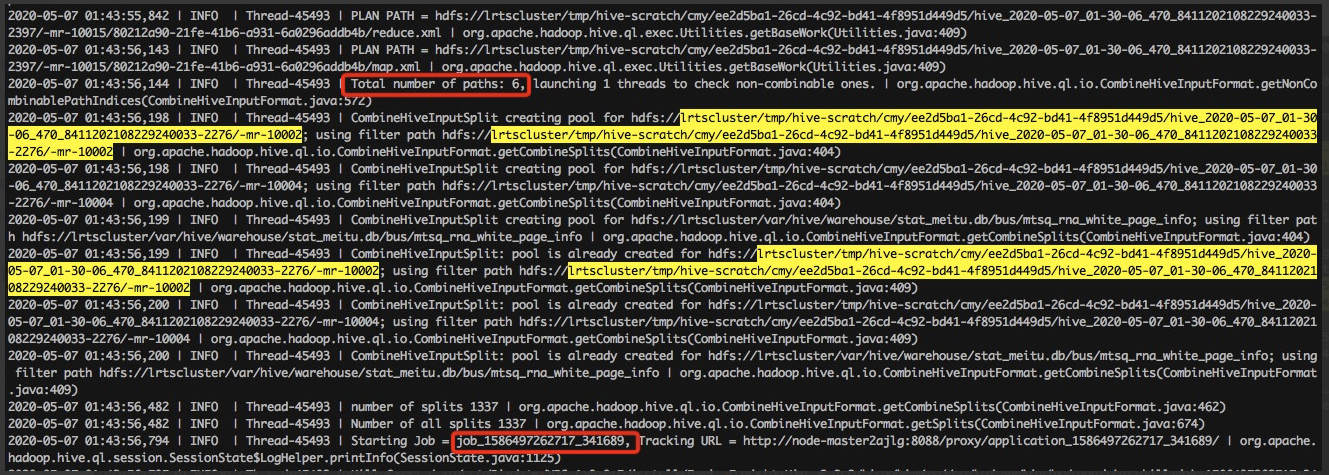 2020-05-07 01:43:55,842 | INFO  | Thread-45493 | PLAN PATH = hdfs://lrtscluster/tmp/hive-scratch/cmy/ee2d5ba1-26cd-4c92-bd41-4f8951d449d5/hive_2020-05-07_01-30-06_470_8411202108229240033-
2397/-mr-10015/80212a90-21fe-41b6-a931-6a0296addb4b/reduce.xml | org.apache.hadoop.hive.ql.exec.Utilities.getBaseWork(Utilities.java:409)
2020-05-07 01:43:56,143 | INFO  | Thread-45493 | PLAN PATH = hdfs://lrtscluster/tmp/hive-scratch/cmy/ee2d5ba1-26cd-4c92-bd41-4f8951d449d5/hive_2020-05-07_01-30-06_470_8411202108229240033-
2397/-mr-10015/80212a90-21fe-41b6-a931-6a0296addb4b/map.xml | org.apache.hadoop.hive.ql.exec.Utilities.getBaseWork(Utilities.java:409)
2020-05-07 01:43:56,144 | INFO  | Thread-45493 | Total number of paths: 6, launching 1 threads to check non-combinable ones. | org.apache.hadoop.hive.ql.io.CombineHiveInputFormat.getNonCo
mbinablePathIndices(CombineHiveInputFormat.java:572)
2020-05-07 01:43:56,198 | INFO  | Thread-45493 | CombineHiveInputSplit creating pool for hdfs://lrtscluster/tmp/hive-scratch/cmy/ee2d5ba1-26cd-4c92-bd41-4f8951d449d5/hive_2020-05-07_01-30
-06_470_8411202108229240033-2276/-mr-10002; using filter path hdfs://lrtscluster/tmp/hive-scratch/cmy/ee2d5ba1-26cd-4c92-bd41-4f8951d449d5/hive_2020-05-07_01-30-06_470_8411202108229240033
-2276/-mr-10002 | org.apache.hadoop.hive.ql.io.CombineHiveInputFormat.getCombineSplits(CombineHiveInputFormat.java:404)
2020-05-07 01:43:56,198 | INFO  | Thread-45493 | CombineHiveInputSplit creating pool for hdfs://lrtscluster/tmp/hive-scratch/cmy/ee2d5ba1-26cd-4c92-bd41-4f8951d449d5/hive_2020-05-07_01-30
-06_470_8411202108229240033-2276/-mr-10004; using filter path hdfs://lrtscluster/tmp/hive-scratch/cmy/ee2d5ba1-26cd-4c92-bd41-4f8951d449d5/hive_2020-05-07_01-30-06_470_8411202108229240033
-2276/-mr-10004 | org.apache.hadoop.hive.ql.io.CombineHiveInputFormat.getCombineSplits(CombineHiveInputFormat.java:404)
2020-05-07 01:43:56,199 | INFO  | Thread-45493 | CombineHiveInputSplit creating pool for hdfs://lrtscluster/var/hive/warehouse/stat_meitu.db/bus/mtsq_rna_white_page_info; using filter pat
h hdfs://lrtscluster/var/hive/warehouse/stat_meitu.db/bus/mtsq_rna_white_page_info | org.apache.hadoop.hive.ql.io.CombineHiveInputFormat.getCombineSplits(CombineHiveInputFormat.java:404)
2020-05-07 01:43:56,199 | INFO  | Thread-45493 | CombineHiveInputSplit: pool is already created for hdfs://lrtscluster/tmp/hive-scratch/cmy/ee2d5ba1-26cd-4c92-bd41-4f8951d449d5/hive_2020-
05-07_01-30-06_470_8411202108229240033-2276/-mr-10002; using filter path hdfs://lrtscluster/tmp/hive-scratch/cmy/ee2d5ba1-26cd-4c92-bd41-4f8951d449d5/hive_2020-05-07_01-30-06_470_84112021
08229240033-2276/-mr-10002 | org.apache.hadoop.hive.ql.io.CombineHiveInputFormat.getCombineSplits(CombineHiveInputFormat.java:409)
2020-05-07 01:43:56,200 | INFO  | Thread-45493 | CombineHiveInputSplit: pool is already created for hdfs://lrtscluster/tmp/hive-scratch/cmy/ee2d5ba1-26cd-4c92-bd41-4f8951d449d5/hive_2020-
05-07_01-30-06_470_8411202108229240033-2276/-mr-10004; using filter path hdfs://lrtscluster/tmp/hive-scratch/cmy/ee2d5ba1-26cd-4c92-bd41-4f8951d449d5/hive_2020-05-07_01-30-06_470_84112021
08229240033-2276/-mr-10004 | org.apache.hadoop.hive.ql.io.CombineHiveInputFormat.getCombineSplits(CombineHiveInputFormat.java:409)
2020-05-07 01:43:56,200 | INFO  | Thread-45493 | CombineHiveInputSplit: pool is already created for hdfs://lrtscluster/var/hive/warehouse/stat_meitu.db/bus/mtsq_rna_white_page_info; using
filter path hdfs://lrtscluster/var/hive/warehouse/stat_meitu.db/bus/mtsq_rna_white_page_info | org.apache.hadoop.hive.ql.io.CombineHiveInputFormat.getCombineSplits(CombineHiveInputFormat
.java:409)
2020-05-07 01:43:56,482 | INFO  | Thread-45493 | number of splits 1337 | org.apache.hadoop.hive.ql.io.CombineHiveInputFormat.getCombineSplits(CombineHiveInputFormat.java:462)
2020-05-07 01:43:56,482 | INFO  | Thread-45493 | Number of all splits 1337 | org.apache.hadoop.hive.ql.io.CombineHiveInputFormat.getSplits(CombineHiveInputFormat.java:674)
2020-05-07 01:43:56,794 | INFO  | Thread-45493 | Starting Job = job_1586497262717_341689, Tracking URL = http://node-master2ajlg:8088/proxy/application_1586497262717_341689/ | org.apache.
hadoop.hive.ql.session.SessionState$LogHelper.printInfo(SessionState.java:1125)